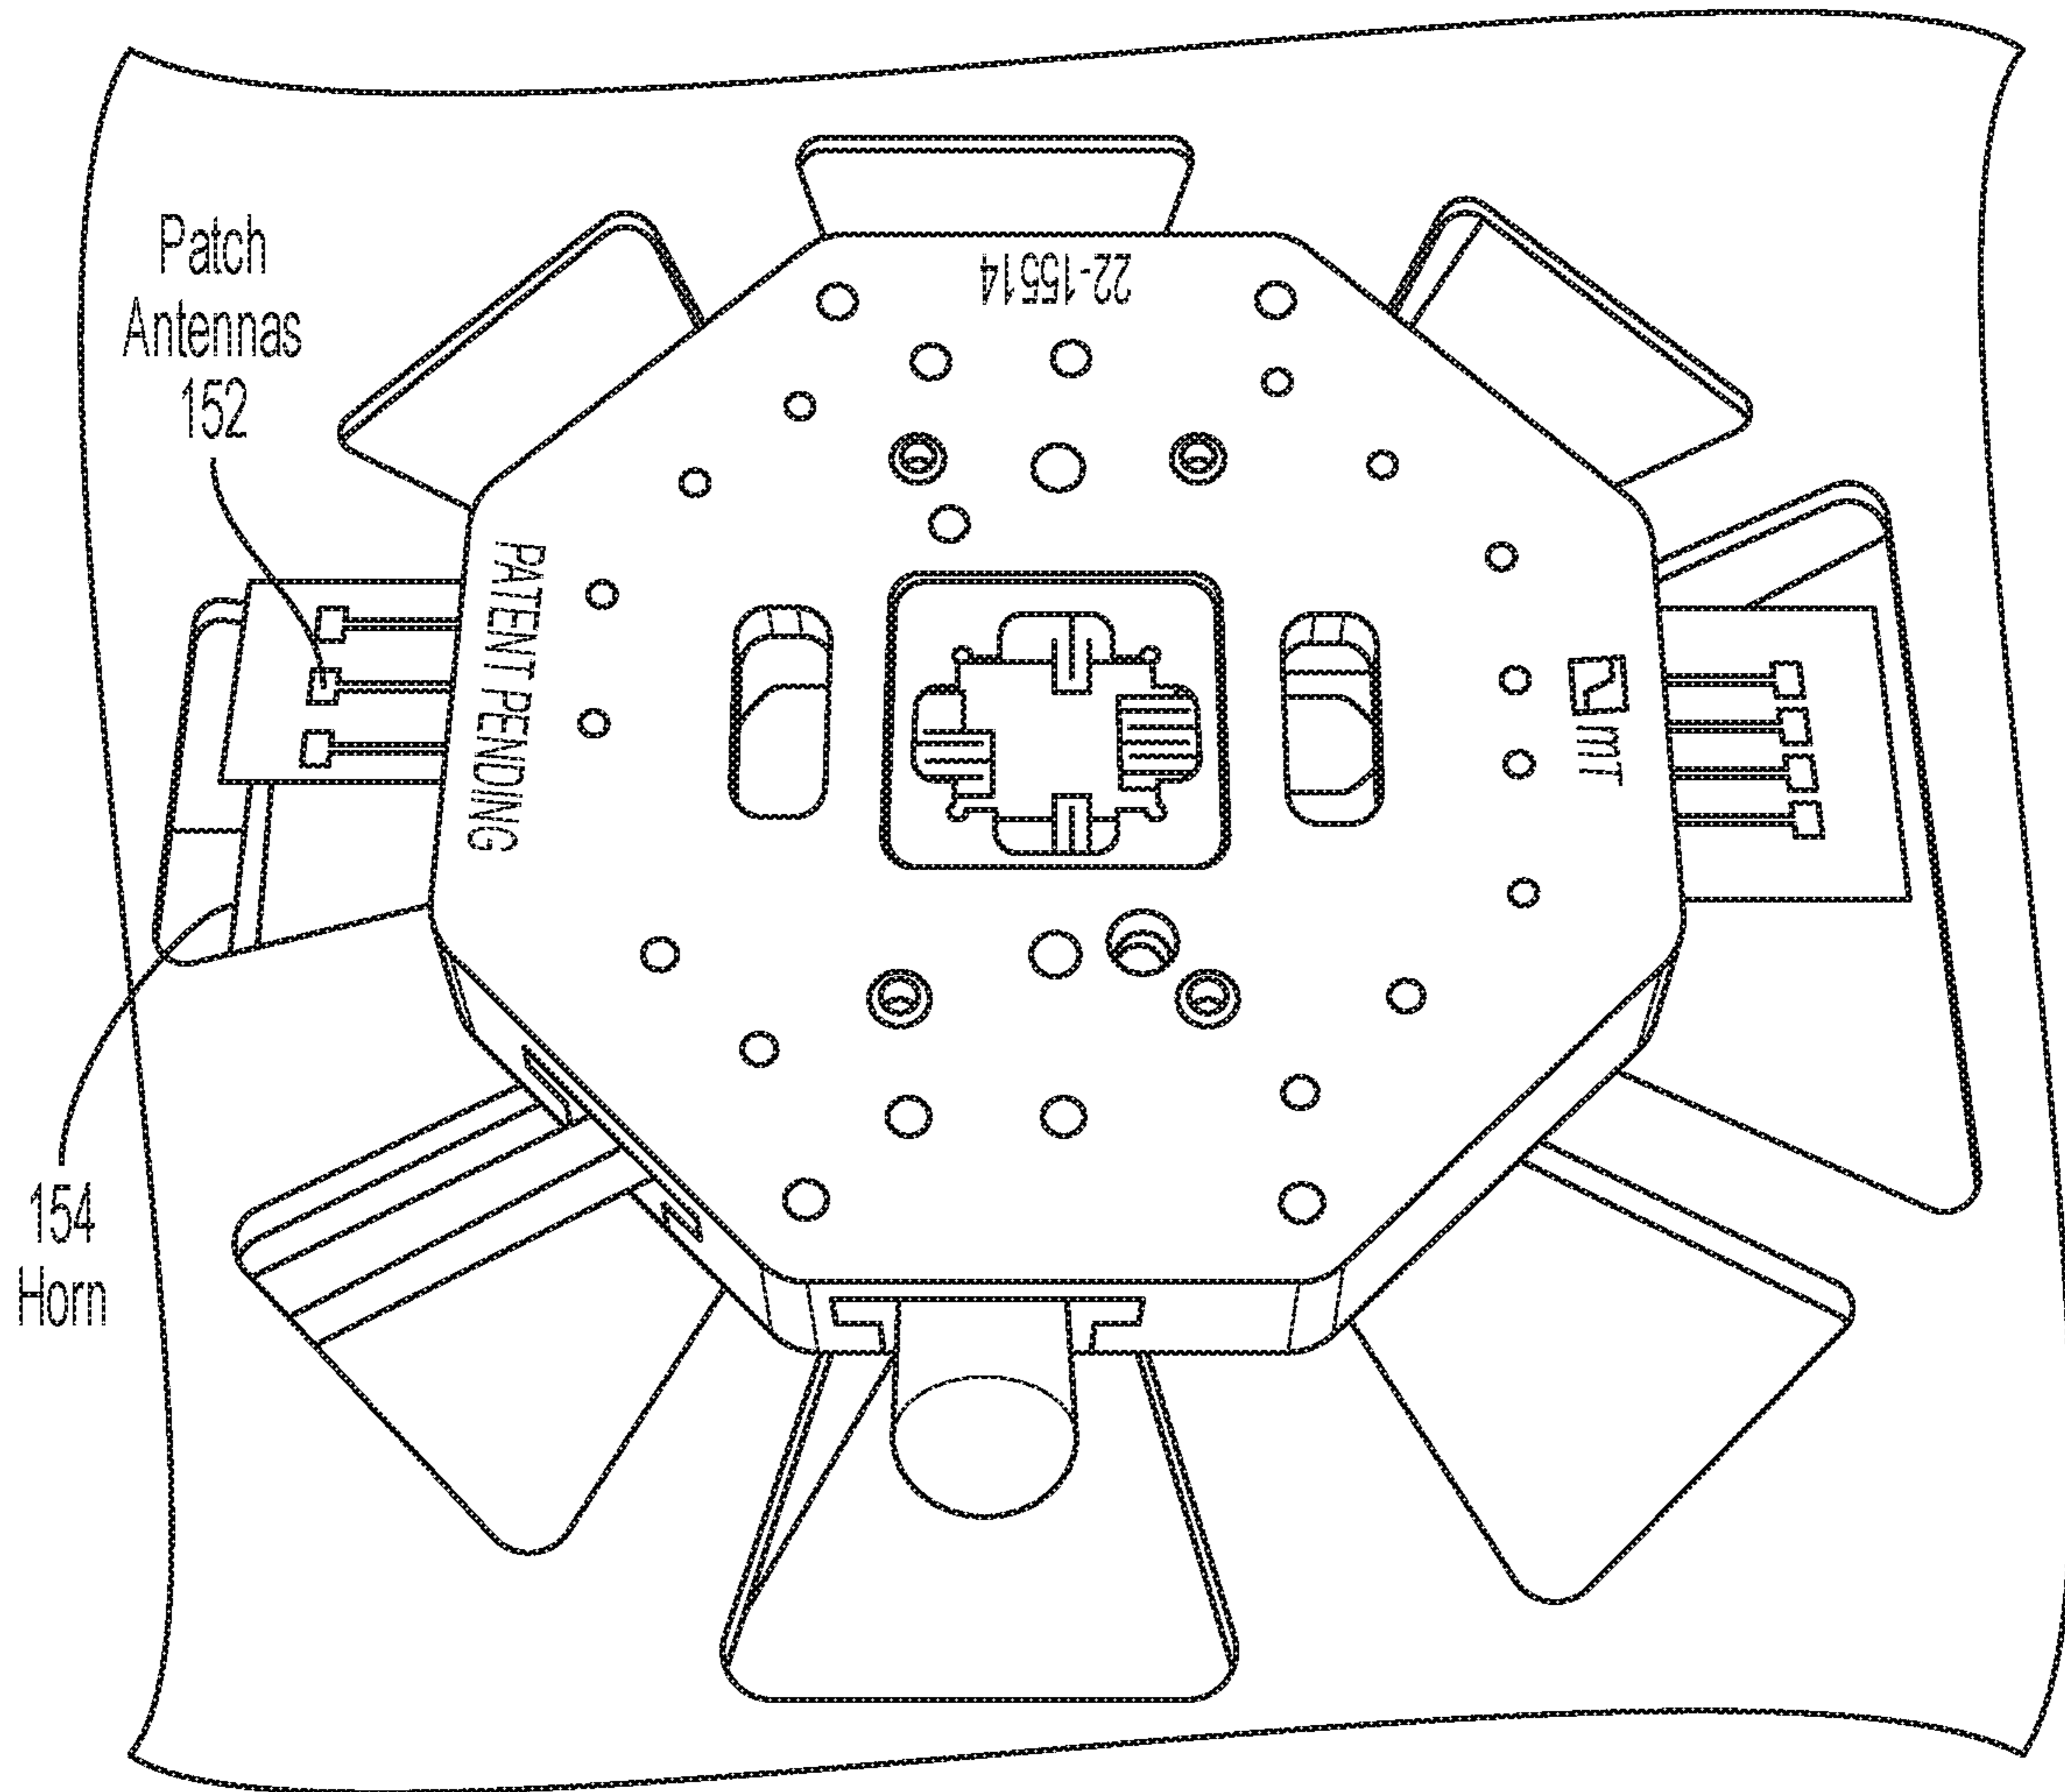 22-15514
Patch
Antennas
152
PATENT PENDING
mT
154
Horn